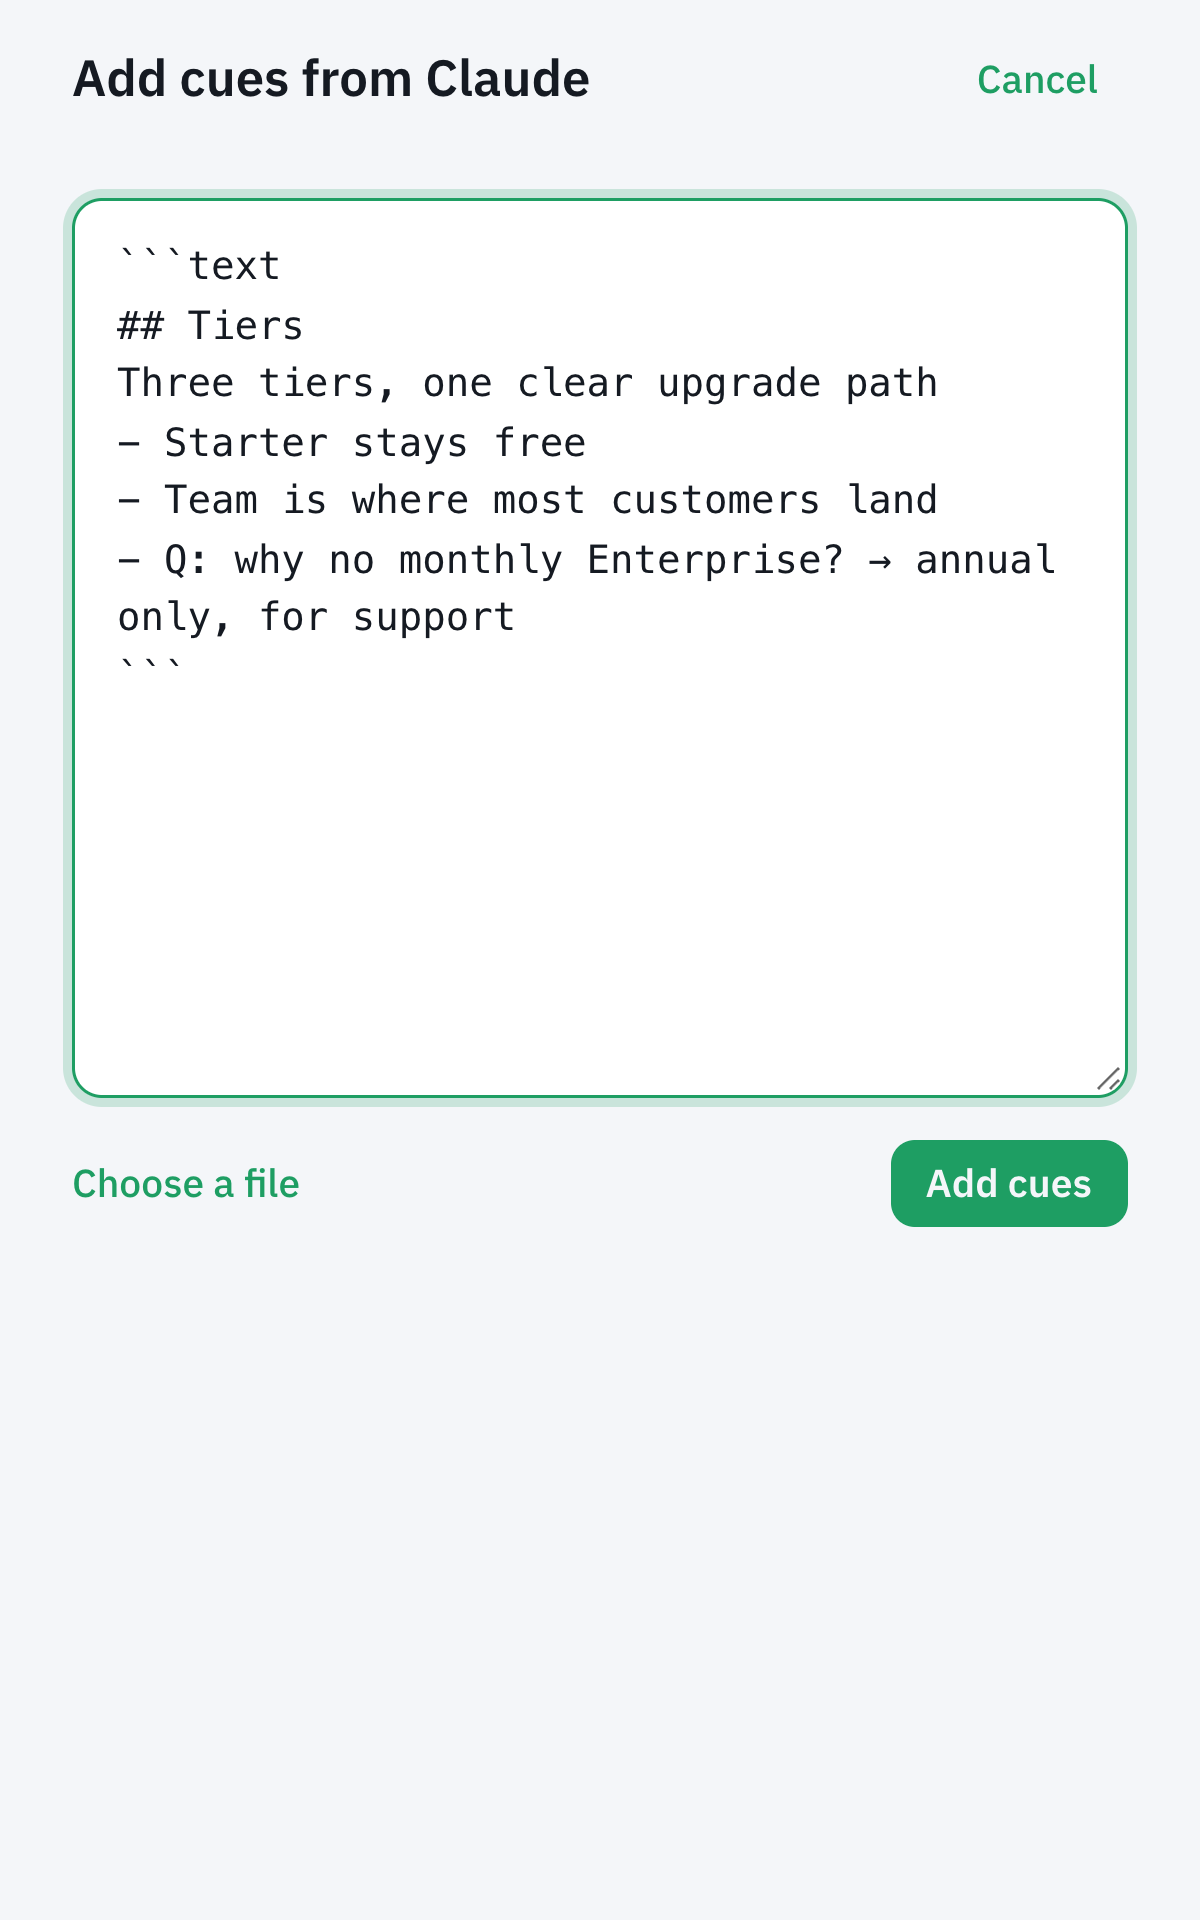 Add cues from Claude
Cancel
```text
## Tiers
Three tiers, one clear upgrade path
– Starter stays free
– Team is where most customers land
– Q: why no monthly Enterprise? → annual
only, for support
```
Choose a file
Add cues